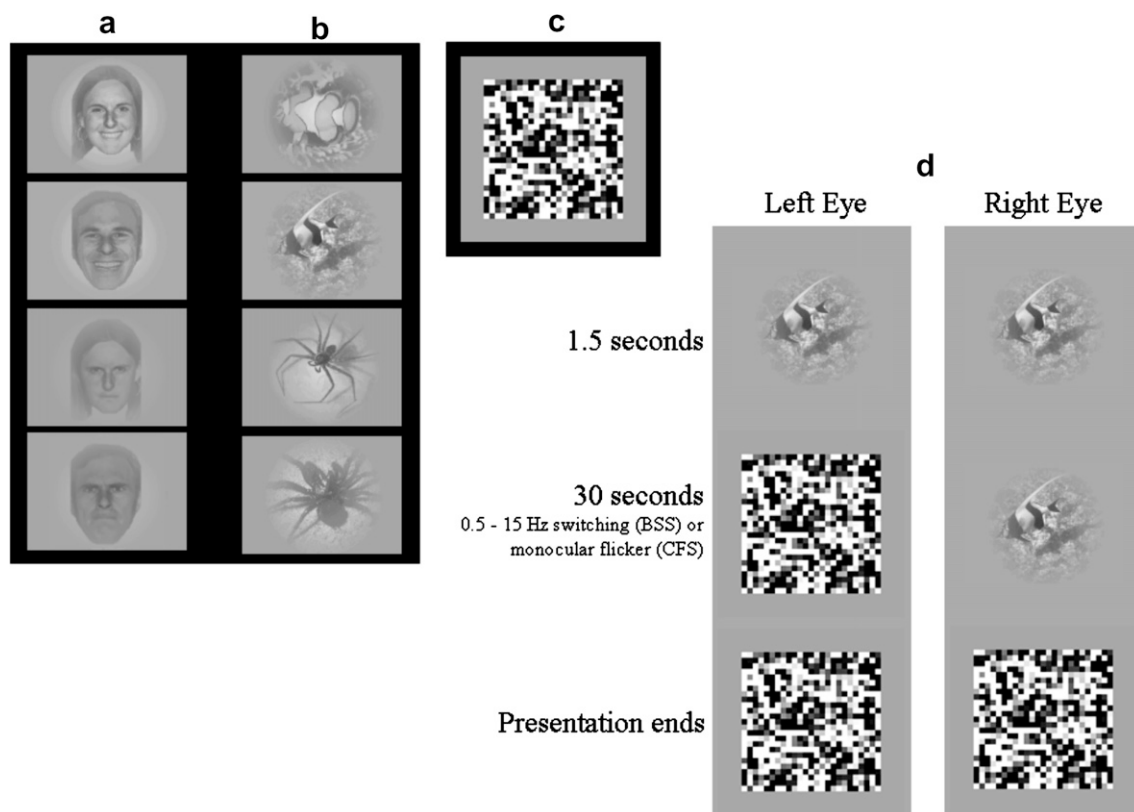 a
b
c
d
Left Eye
Right Eye
1.5 seconds
30 seconds
0.5 - 15 Hz switching (BSS) or
monocular flicker (CFS)
Presentation ends